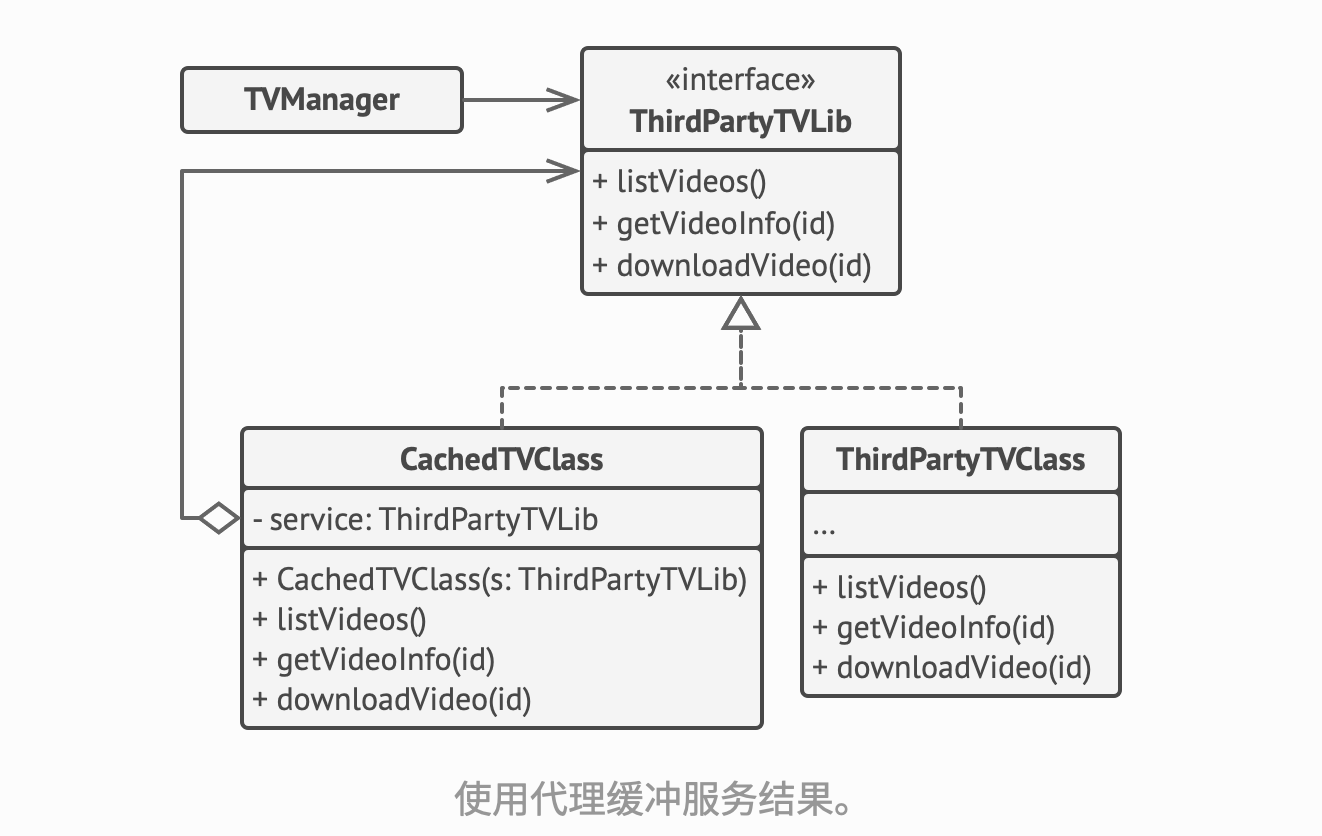 TVManager
«interface»
ThirdPartyTVLib
+ listVideos()
+ getVideoInfo(id)
+ downloadVideo(id)
CachedTVClass
- service: ThirdPartyTVLib
+ CachedTVClass(s: ThirdPartyTVLib)
+ listVideos()
+ getVideoInfo(id)
+ downloadVideo(id)
ThirdPartyTVClass
...
+ listVideos()
+ getVideoInfo(id)
+ downloadVideo(id)
使用代理缓冲服务结果。